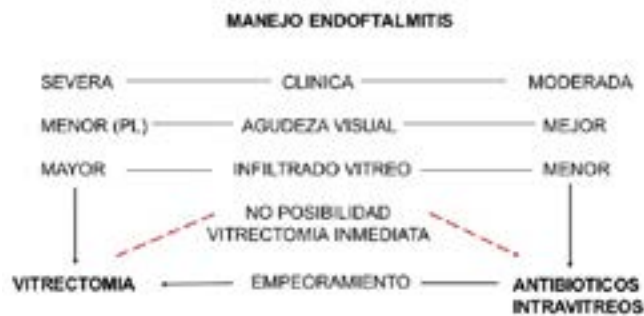 MANEJO ENDOFTALMITIS
SEVERA CLINICA MODERADA
MENOR (PL) AGUDEZA VISUAL MEJOR
MAYOR INFILTRADO VITREO MENOR
NO POSIBILIDAD
VITRECTOMIA INMEDIATA
VITRECTOMIA EMPEORAMIENTO ANTIBIOTICOS
INTRAVITREOS